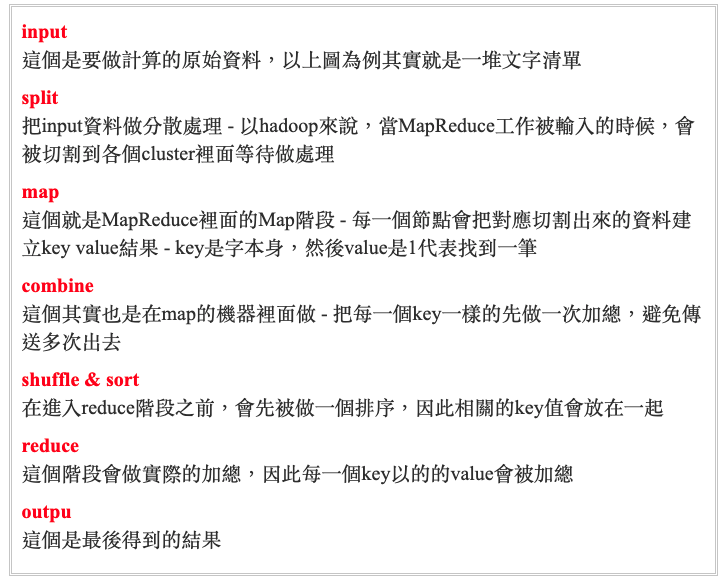 input
這個是要做計算的原始資料，以上圖為例其實就是一堆文字清單
split
把input資料做分散處理 - 以hadoop來說，當MapReduce工作被輸入的時候，會
被切割到各個cluster裡面等待做處理
map
這個就是MapReduce裡面的Map階段 - 每一個節點會把對應切割出來的資料建
立key value結果 - key是字本身，然後value是1代表找到一筆
combine
這個其實也是在map的機器裡面做 - 把每一個key一樣的先做一次加總，避免傳
送多次出去
shuffle & sort
在進入reduce階段之前，會先被做一個排序，因此相關的key值會放在一起
reduce
這個階段會做實際的加總，因此每一個key以的的value會被加總
outpu
這個是最後得到的結果